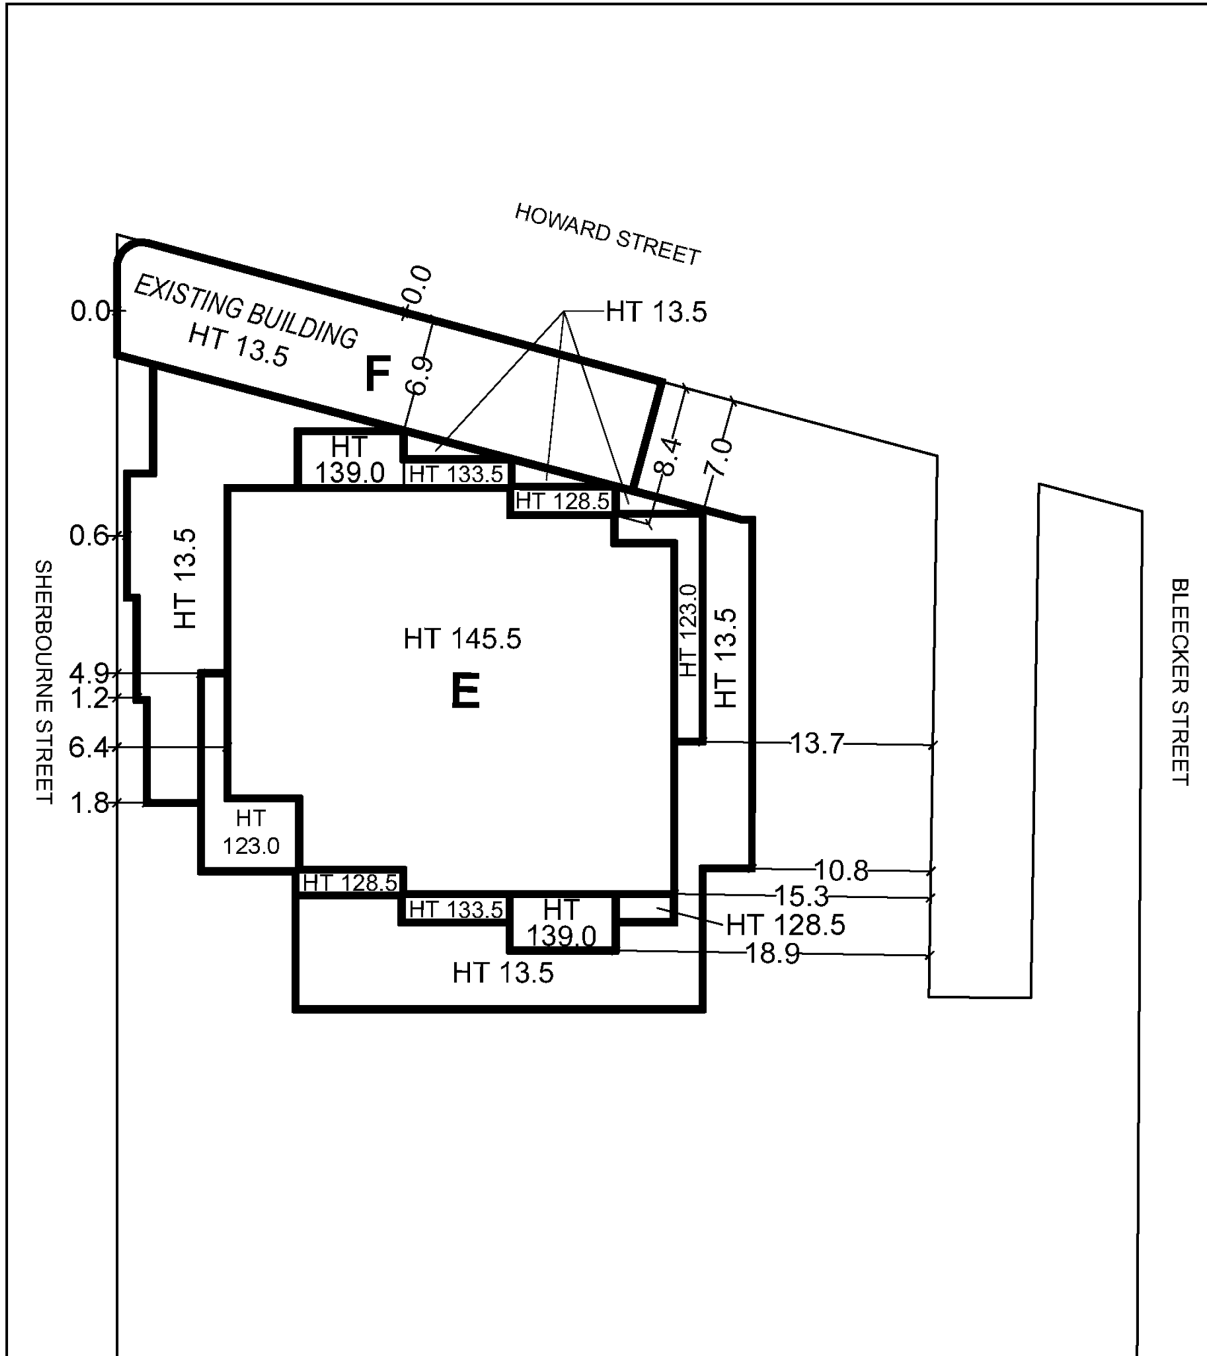 HOWARD STREET
0.0
EXISTING BUILDING
HT 13.5
F
0.0
6.9
HT 13.5
8.4
7.0
HT
139.0
HT 133.5
HT 128.5
0.6
HT 13.5
SHERBOURNE STREET
4.9
1.2
6.4
1.8
HT 145.5
E
HT 123.0
HT 13.5
BLEECKER STREET
13.7
HT
123.0
10.8
15.3
HT 128.5
HT 128.5
HT 133.5
HT
139.0
18.9
HT 13.5